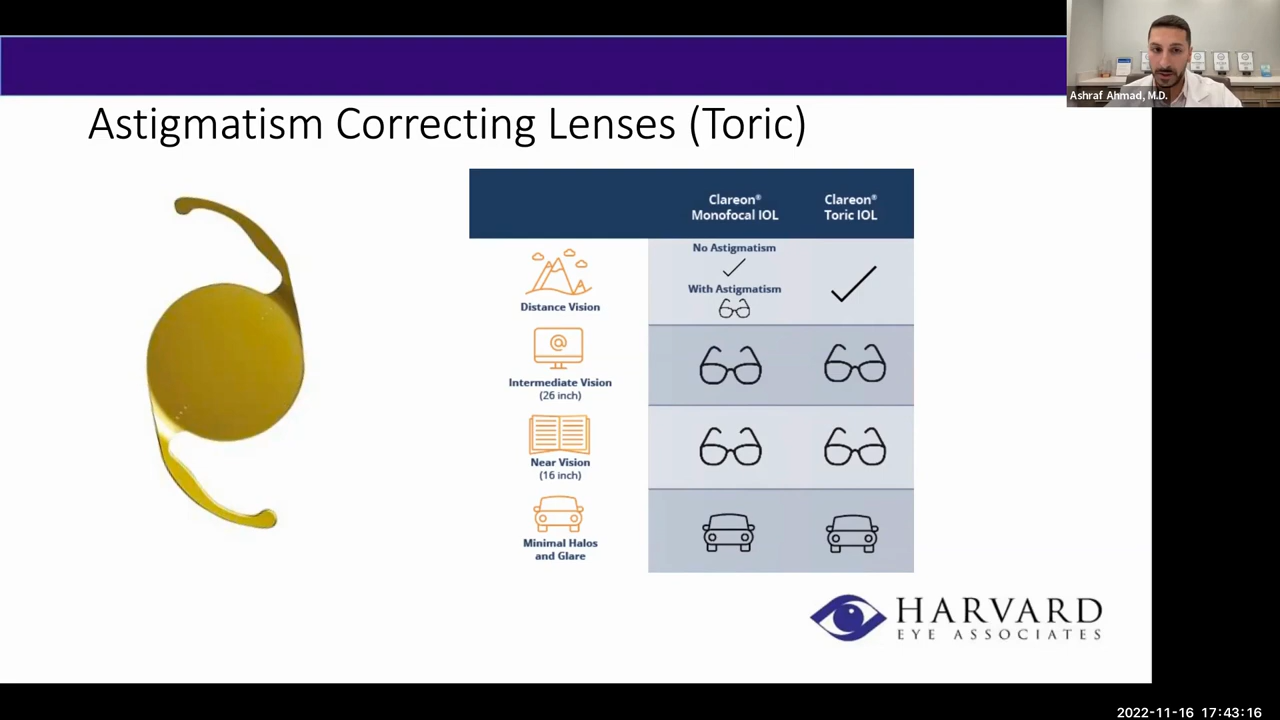 Ashraf Ahmad, M.D.
Astigmatism Correcting Lenses (Toric)
Clareon®
Monofocal IOL
Clareon®
Toric IOL
No Astigmatism
With Astigmatism
Distance Vision
@
Intermediate Vision
(26 inch)
Near Vision
(16 inch)
Minimal Halos
and Glare
HARVARD
EYE ASSOCIATES
2022-11-16 17:43:16